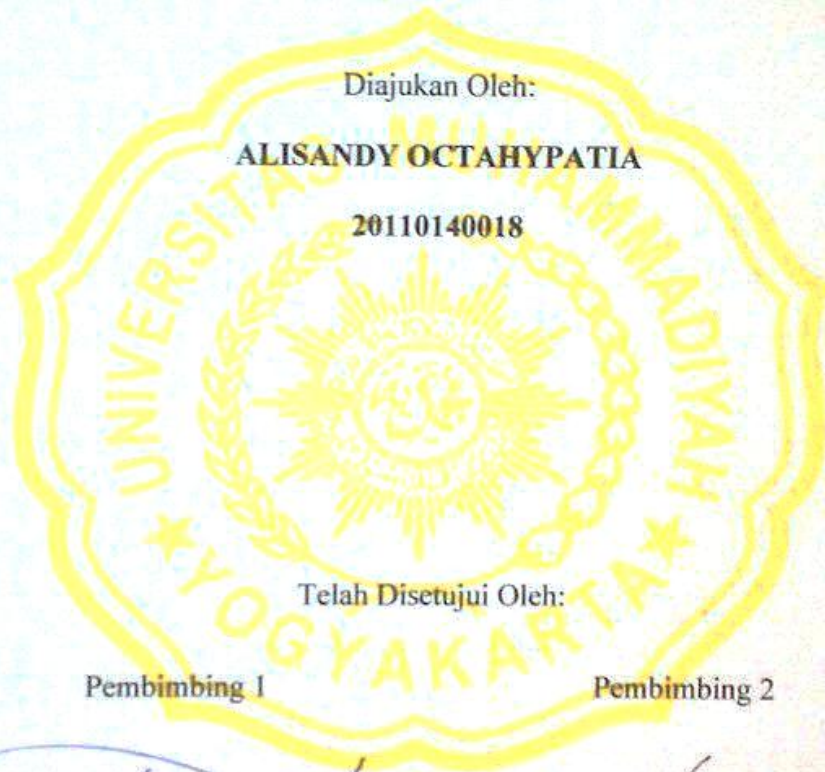 Diajukan Oleh:
ALISANDY OCTAHYPATIA
20110140018
UNIVERSITAS MUHAMMADIYAH
YOGYAKARTA
Telah Disetujui Oleh:
Pembimbing 1 Pembimbing 2